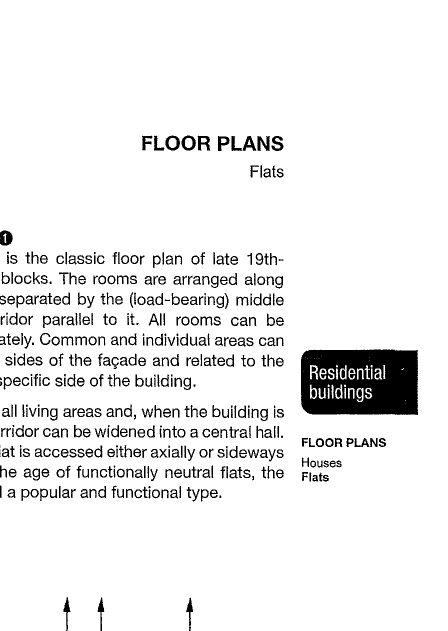 FLOOR PLANS
Flats
❶
is the classic floor plan of late 19th-
blocks. The rooms are arranged along
separated by the (load-bearing) middle
ridor parallel to it. All rooms can be
ately. Common and individual areas can
sides of the façade and related to the
specific side of the building.
all living areas and, when the building is
rridor can be widened into a central hall.
lat is accessed either axially or sideways
he age of functionally neutral flats, the
l a popular and functional type.
Residential
buildings
FLOOR PLANS
Houses
Flats